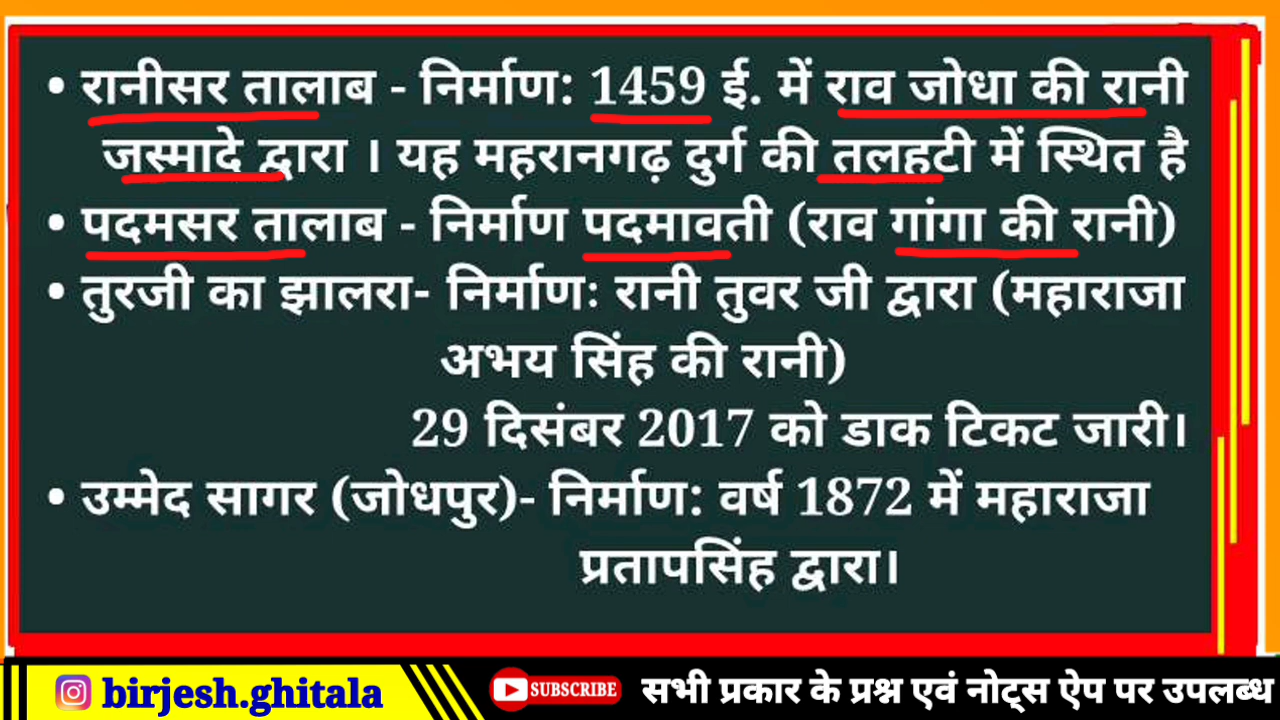 • रानीसर तालाब - निर्माण: 1459 ई. में राव जोधा की रानी
जस्मादे द्वारा । यह महरानगढ़ दुर्ग की तलहटी में स्थित है
• पदमसर तालाब - निर्माण पदमावती (राव गांगा की रानी)
• तुरजी का झालरा- निर्माणः रानी तुवर जी द्वारा (महाराजा
अभय सिंह की रानी)
29 दिसंबर 2017 को डाक टिकट जारी।
• उम्मेद सागर (जोधपुर)- निर्माण: वर्ष 1872 में महाराजा
प्रतापसिंह द्वारा।
birjesh.ghitala SUBSCRIBE सभी प्रकार के प्रश्न एवं नोट्स ऐप पर उपलब्ध